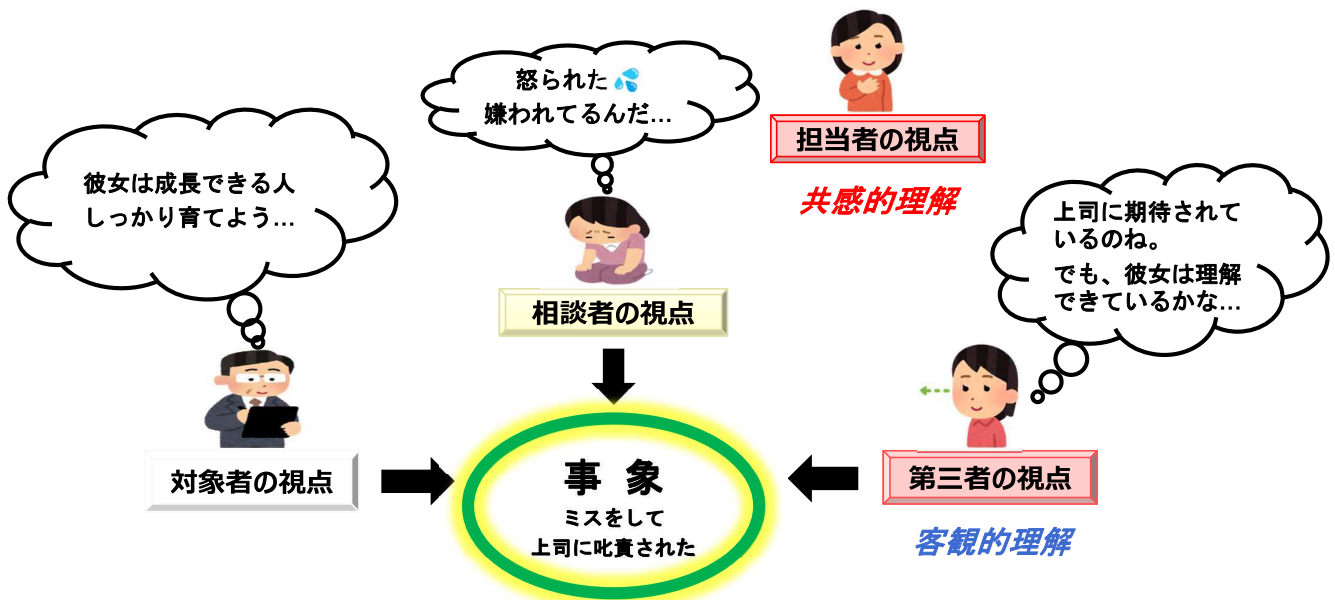 怒られた💦
嫌われてるんだ…
担当者の視点
共感的理解
彼女は成長できる人
しっかり育てよう…
上司に期待されて
いるのね。
でも、彼女は理解
できているかな…
相談者の視点
対象者の視点
事 象
ミスをして
上司に叱責された
第三者の視点
客観的理解